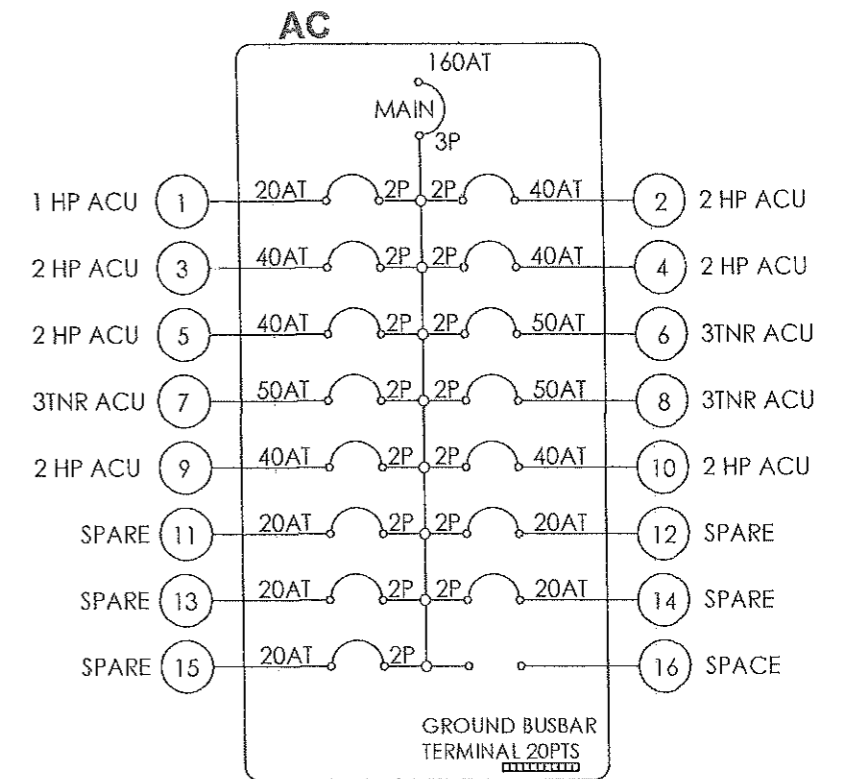 AC
160AT
MAIN
3P
1 HP ACU 1 20AT 2P 2P 40AT 2 2 HP ACU
2 HP ACU 3 40AT 2P 2P 40AT 4 2 HP ACU
2 HP ACU 5 40AT 2P 2P 50AT 6 3TNR ACU
3TNR ACU 7 50AT 2P 2P 50AT 8 3TNR ACU
2 HP ACU 9 40AT 2P 2P 40AT 10 2 HP ACU
SPARE 11 20AT 2P 2P 20AT 12 SPARE
SPARE 13 20AT 2P 2P 20AT 14 SPARE
SPARE 15 20AT 2P 16 SPACE
GROUND BUSBAR
TERMINAL 20PTS